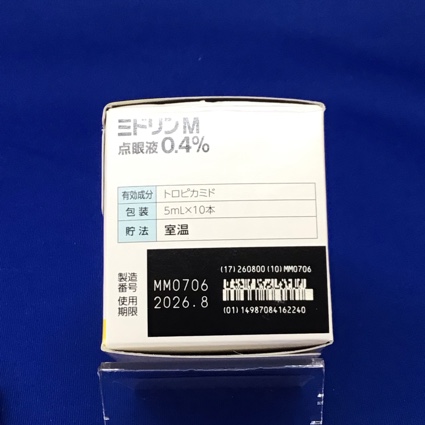 ミドリンM
点眼液0.4%
有効成分 トロピカミド
包装 5mL×10本
貯法 室温
製造番号 MM0706
使用期限 2026.8
(17)260800(10)MM0706
(01)14987084162240